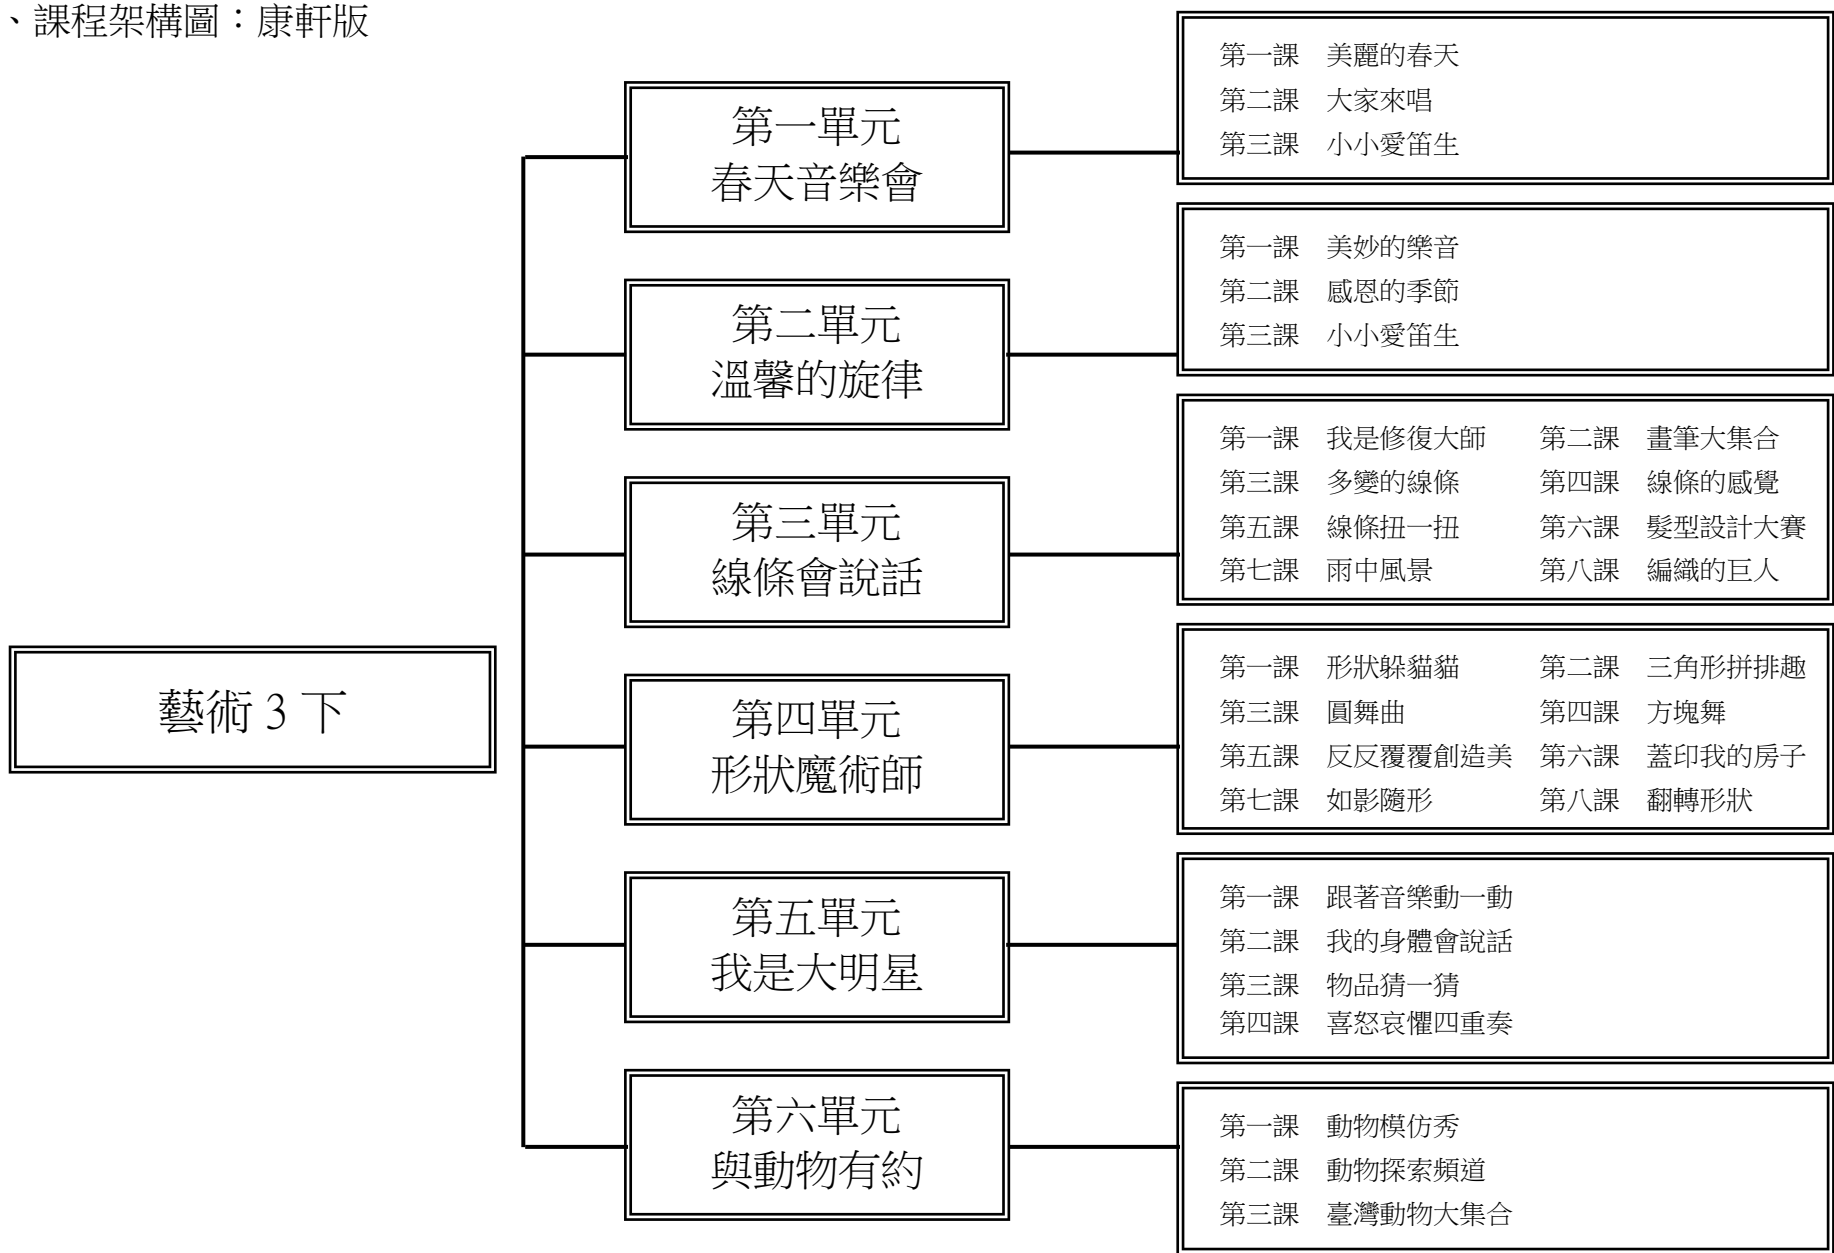 、課程架構圖：康軒版
藝術 3 下
第一單元
春天音樂會
第一課　美麗的春天
第二課　大家來唱
第三課　小小愛笛生
第二單元
溫馨的旋律
第一課　美妙的樂音
第二課　感恩的季節
第三課　小小愛笛生
第三單元
線條會說話
第一課　我是修復大師　第二課　畫筆大集合
第三課　多變的線條　第四課　線條的感覺
第五課　線條扭一扭　第六課　髮型設計大賽
第七課　雨中風景　第八課　編織的巨人
第四單元
形狀魔術師
第一課　形狀躲貓貓　第二課　三角形拼排趣
第三課　圓舞曲　第四課　方塊舞
第五課　反反覆覆創造美　第六課　蓋印我的房子
第七課　如影隨形　第八課　翻轉形狀
第五單元
我是大明星
第一課　跟著音樂動一動
第二課　我的身體會說話
第三課　物品猜一猜
第四課　喜怒哀懼四重奏
第六單元
與動物有約
第一課　動物模仿秀
第二課　動物探索頻道
第三課　臺灣動物大集合